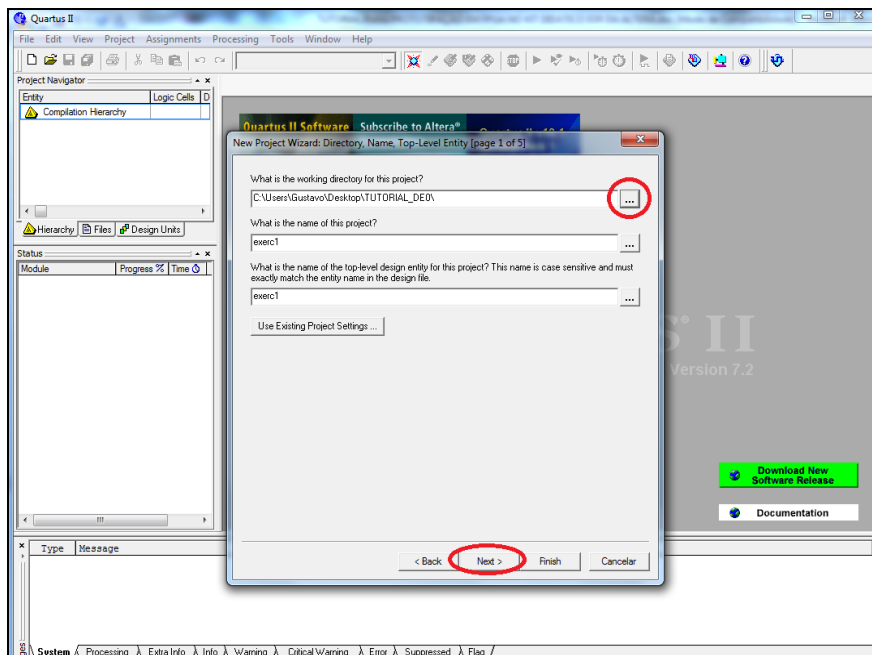 Quartus II
File Edit View Project Assignments Processing Tools Window Help
Project Navigator
Entity Logic Cells D
Compilation Hierarchy
Hierarchy Files Design Units
Status
Module Progress % Time
Quartus II Software Subscribe to Altera®
New Project Wizard: Directory, Name, Top-Level Entity [page 1 of 5]
What is the working directory for this project?
C:\Users\Gustavo\Desktop\TUTORIAL_DE0\
...
What is the name of this project?
exerc1
...
What is the name of the top-level design entity for this project? This name is case sensitive and must
exactly match the entity name in the design file.
exerc1
...
Use Existing Project Settings ...
II
Version 7.2
Download New
Software Release
Documentation
< Back Next > Finish Cancelar
Type Message
System Processing Extra Info Info Warning Critical Warning Error Suppressed Flag